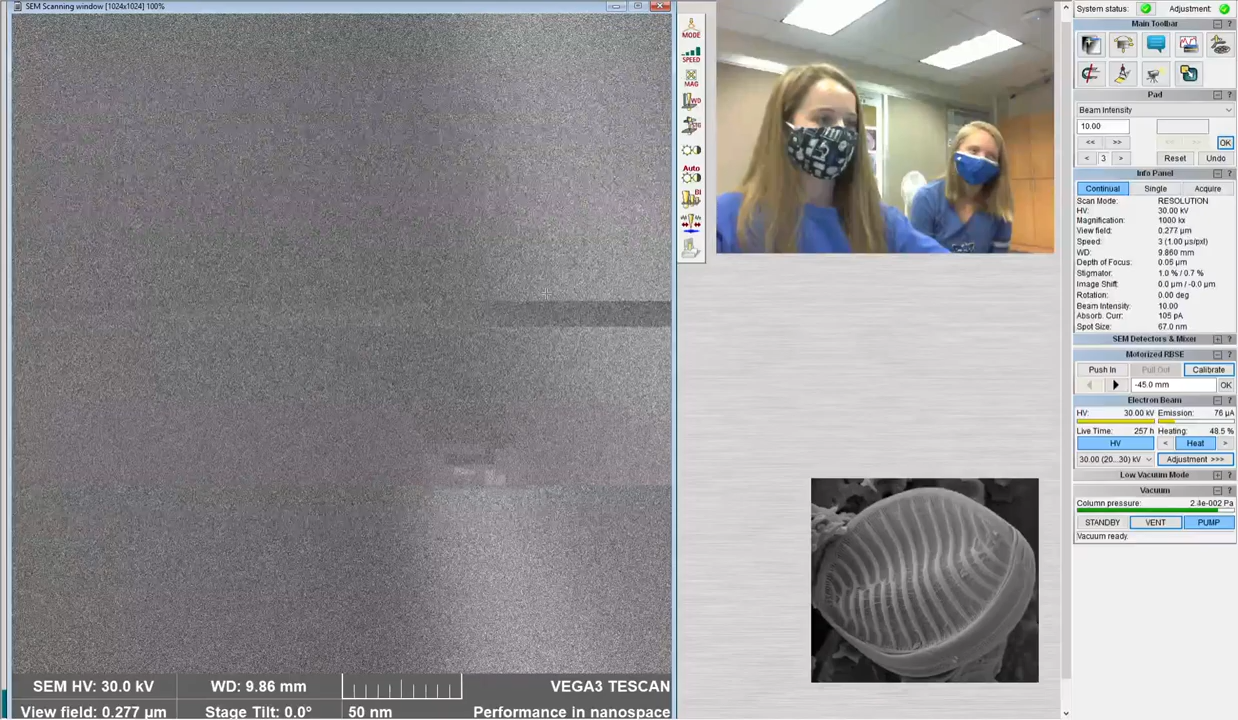 SEM Scanning window [1024x1024] 100%
MODE
SPEED
MAG
WD
STG
Auto
BI
System status:
Adjustment:
Main Toolbar
Pad
Beam Intensity
10.00
<< >>
OK
< 3 > Reset Undo
Info Panel
Continual Single Acquire
Scan Mode: RESOLUTION
HV: 30.00 kV
Magnification: 1000 kx
View field: 0.277 µm
Speed: 3 (1.00 µs/pxl)
WD: 9.860 mm
Depth of Focus: 0.05 µm
Stigmator: 1.0 % / 0.7 %
Image Shift: 0.0 µm / -0.0 µm
Rotation: 0.00 deg
Beam Intensity: 10.00
Absorb. Curr: 105 pA
Spot Size: 67.0 nm
SEM Detectors & Mixer
Motorized RBSE
Push In Pull Out Calibrate
-45.0 mm OK
Electron Beam
HV: 30.00 kV Emission: 76 µA
Live Time: 257 h Heating: 48.5 %
HV < Heat >
30.00 (20...30) kV Adjustment >>>
Low Vacuum Mode
Vacuum
Column pressure: Pa
STANDBY VENT PUMP
Vacuum ready.
SEM HV: 30.0 kV WD: 9.86 mm VEGA3 TESCAN
View field: 0.277 µm Stage Tilt: 0.0° 50 nm Performance in nanospace